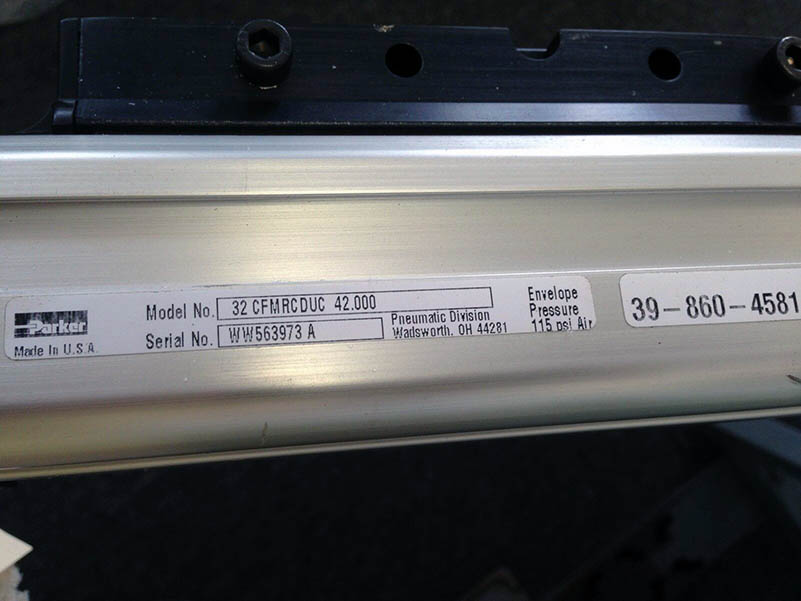 Parker
Made In U.S.A.
Model No. 32 CFMRCDUC 42.000
Serial No. WW563973 A
Pneumatic Division
Wadsworth, OH 44281
Envelope
Pressure
115 psi Air
39-860-4581